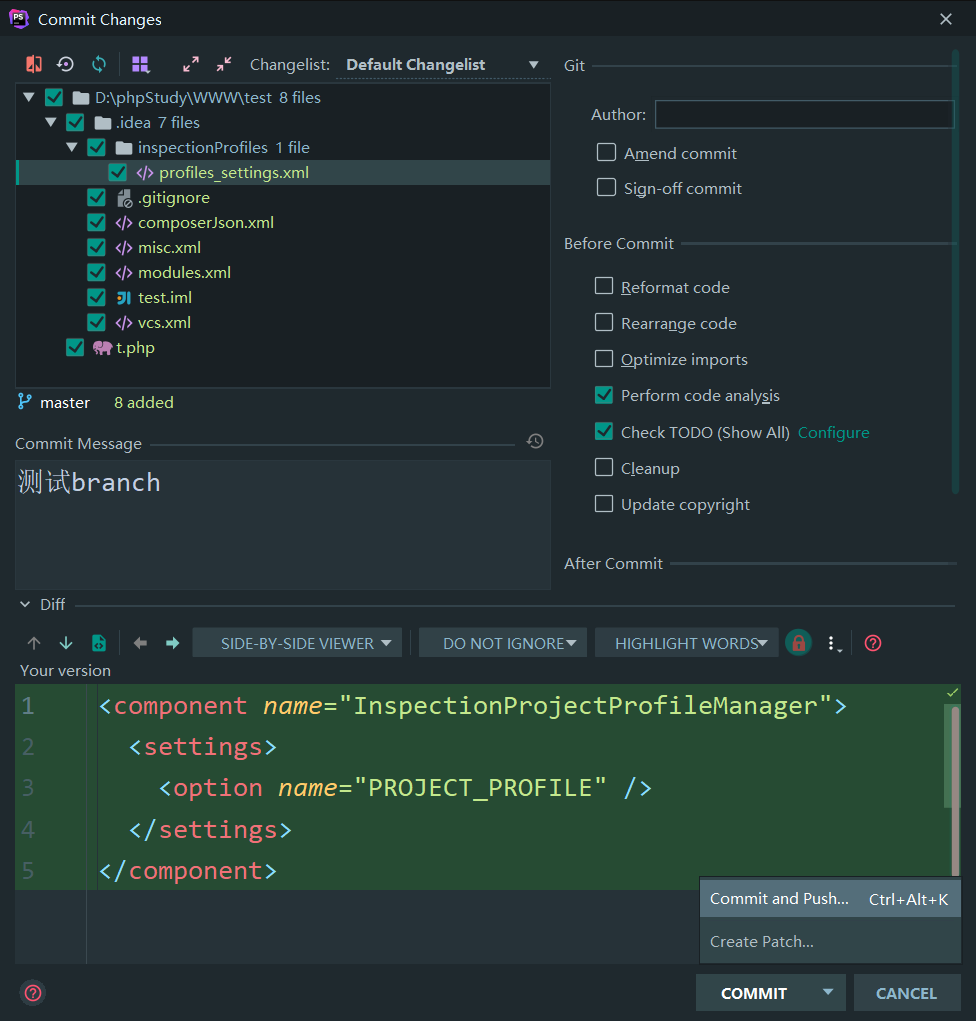 Commit Changes
Changelist: Default Changelist
D:\phpStudy\WWW\test 8 files
.idea 7 files
inspectionProfiles 1 file
profiles_settings.xml
.gitignore
composerJson.xml
misc.xml
modules.xml
test.iml
vcs.xml
t.php
master 8 added
Commit Message
测试branch
Git
Author:
Amend commit
Sign-off commit
Before Commit
Reformat code
Rearrange code
Optimize imports
Perform code analysis
Check TODO (Show All) Configure
Cleanup
Update copyright
After Commit
Diff
SIDE-BY-SIDE VIEWER DO NOT IGNORE HIGHLIGHT WORDS
Your version
1 <component name="InspectionProjectProfileManager">
2 <settings>
3 <option name="PROJECT_PROFILE" />
4 </settings>
5 </component>
Commit and Push... Ctrl+Alt+K
Create Patch...
COMMIT CANCEL